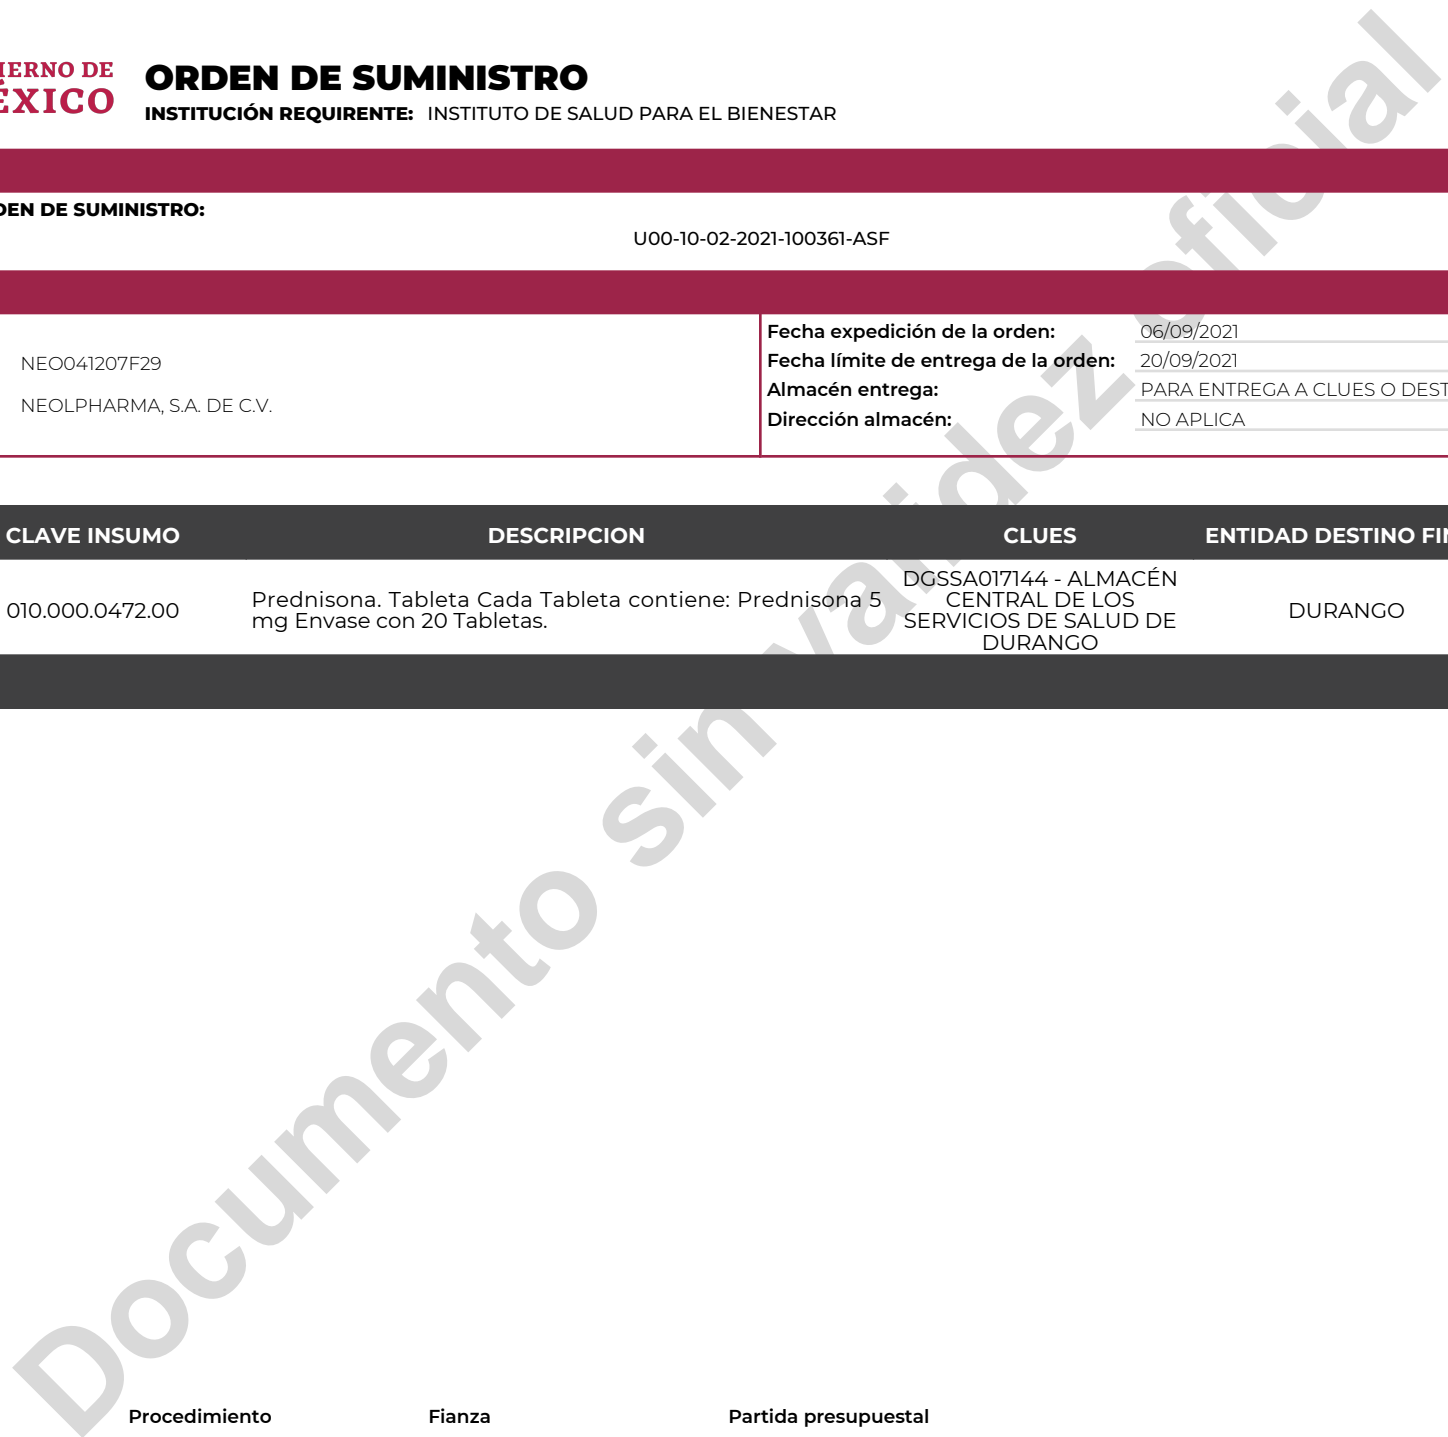 IERNO DE
ÉXICO
ORDEN DE SUMINISTRO
INSTITUCIÓN REQUIRENTE: INSTITUTO DE SALUD PARA EL BIENESTAR
DEN DE SUMINISTRO:
U00-10-02-2021-100361-ASF
NEO041207F29
NEOLPHARMA, S.A. DE C.V.
Fecha expedición de la orden: 06/09/2021
Fecha límite de entrega de la orden: 20/09/2021
Almacén entrega: PARA ENTREGA A CLUES O DEST
Dirección almacén: NO APLICA
CLAVE INSUMO DESCRIPCION CLUES ENTIDAD DESTINO FIN
010.000.0472.00
Prednisona. Tableta Cada Tableta contiene: Prednisona 5
mg Envase con 20 Tabletas.
DGSSA017144 - ALMACÉN
CENTRAL DE LOS
SERVICIOS DE SALUD DE
DURANGO
DURANGO
Documento sin validez oficial
Procedimiento Fianza Partida presupuestal